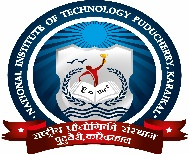 NATIONAL INSTITUTE OF TECHNOLOGY PUDUCHERRY, KARAIKAL
राष्ट्रीय प्रौद्योगिकी संस्थान
पुदुचेरी, कारैकाल